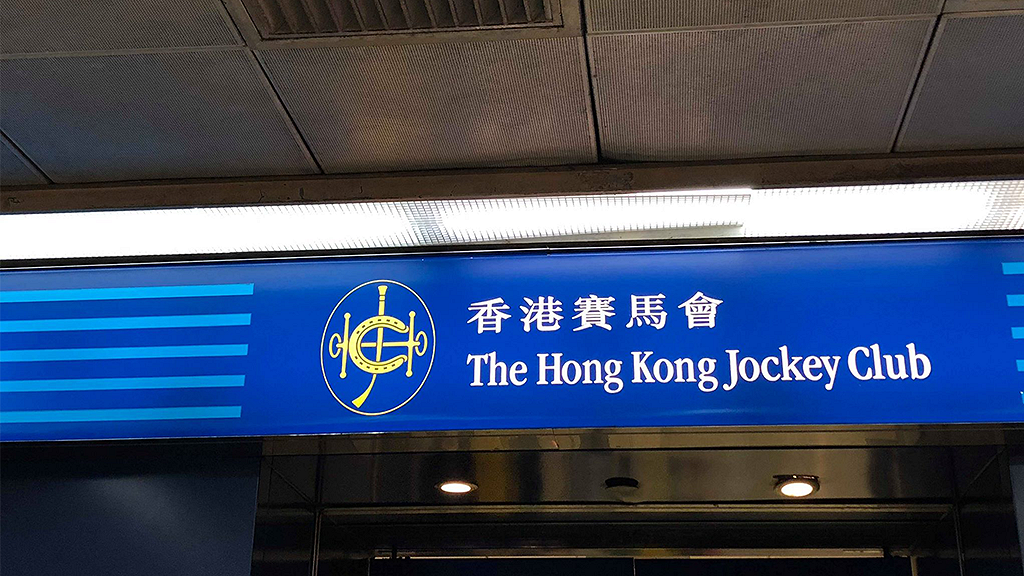 香港賽馬會
The Hong Kong Jockey Club